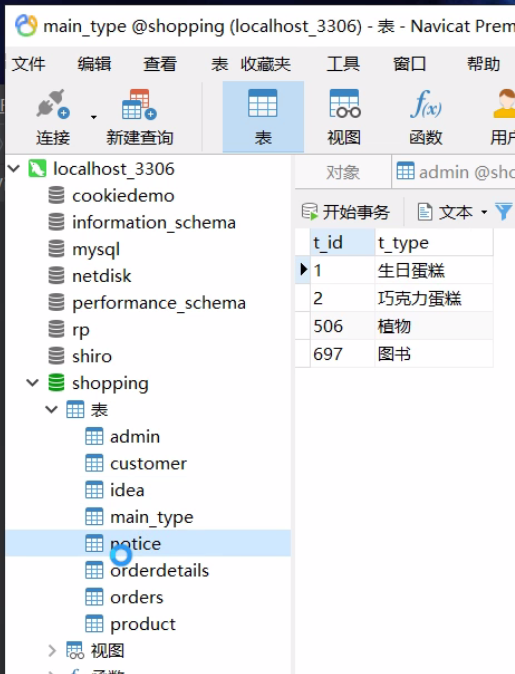 main_type @shopping (localhost_3306) - 表 - Navicat Prem
文件 编辑 查看 表 收藏夹 工具 窗口 帮助
连接 新建查询 表 视图 f(x) 函数 用户
localhost_3306
cookiedemo
information_schema
mysql
netdisk
performance_schema
rp
shiro
shopping
表
admin
customer
idea
main_type
notice
orderdetails
orders
product
视图
函数
对象 admin @sho
开始事务 文本
t_id t_type
1 生日蛋糕
2 巧克力蛋糕
506 植物
697 图书